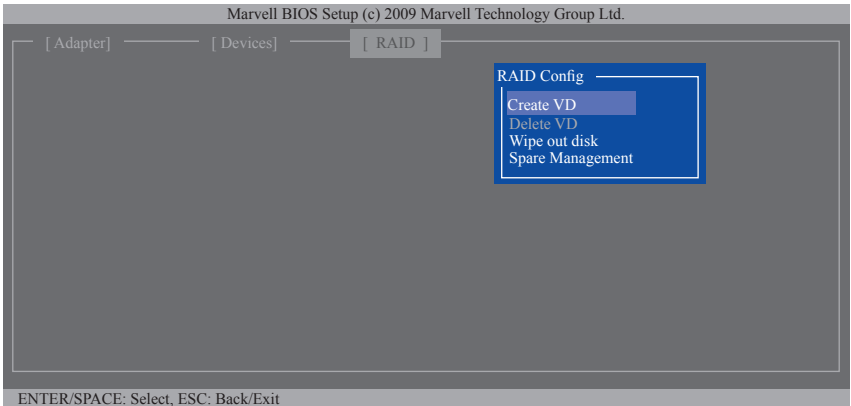 Marvell BIOS Setup (c) 2009 Marvell Technology Group Ltd.
[ Adapter] [ Devices] [ RAID ]
RAID Config
Create VD
Delete VD
Wipe out disk
Spare Management
ENTER/SPACE: Select, ESC: Back/Exit